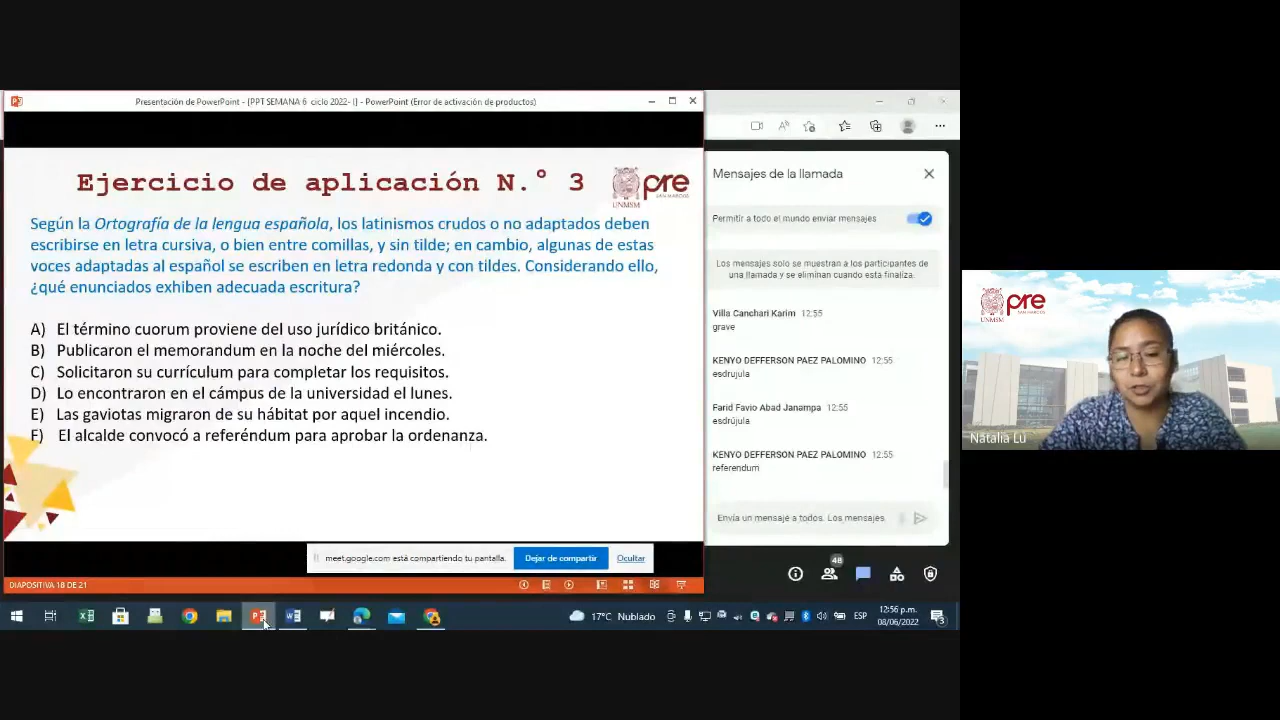 Presentación de PowerPoint - [PPT SEMANA 6 ciclo 2022- I] - PowerPoint (Error de activación de productos)
Ejercicio de aplicación N.° 3
UNMSM
pre
SAN MARCOS
Según la Ortografía de la lengua española, los latinismos crudos o no adaptados deben
escribirse en letra cursiva, o bien entre comillas, y sin tilde; en cambio, algunas de estas
voces adaptadas al español se escriben en letra redonda y con tildes. Considerando ello,
¿qué enunciados exhiben adecuada escritura?
A) El término cuorum proviene del uso jurídico británico.
B) Publicaron el memorandum en la noche del miércoles.
C) Solicitaron su currículum para completar los requisitos.
D) Lo encontraron en el cámpus de la universidad el lunes.
E) Las gaviotas migraron de su hábitat por aquel incendio.
F) El alcalde convocó a referéndum para aprobar la ordenanza.
meet.google.com está compartiendo tu pantalla.
Dejar de compartir
Ocultar
DIAPOSITIVA 18 DE 21
Mensajes de la llamada
Permitir a todo el mundo enviar mensajes
Los mensajes solo se muestran a los participantes de
una llamada y se eliminan cuando esta finaliza.
Villa Canchari Karim 12:55
grave
KENYO DEFFERSON PAEZ PALOMINO 12:55
esdrujula
Farid Favio Abad Janampa 12:55
esdrújula
KENYO DEFFERSON PAEZ PALOMINO 12:55
referendum
Envía un mensaje a todos. Los mensajes
48
17°C Nublado
ESP
12:56 p.m.
08/06/2022
3
UNMSM
pre
SAN MARCOS
Natalia Lu